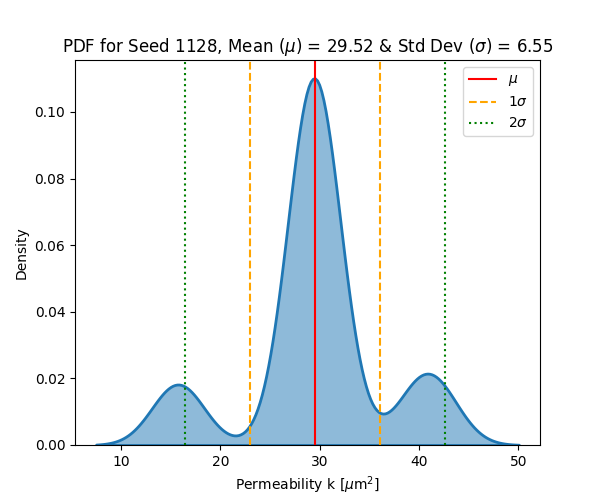 PDF for Seed 1128, Mean (μ) = 29.52 & Std Dev (σ) = 6.55
μ
1σ
2σ
0.10
0.08
0.06
0.04
0.02
0.00
Density
10 20 30 40 50
Permeability k [μm²]